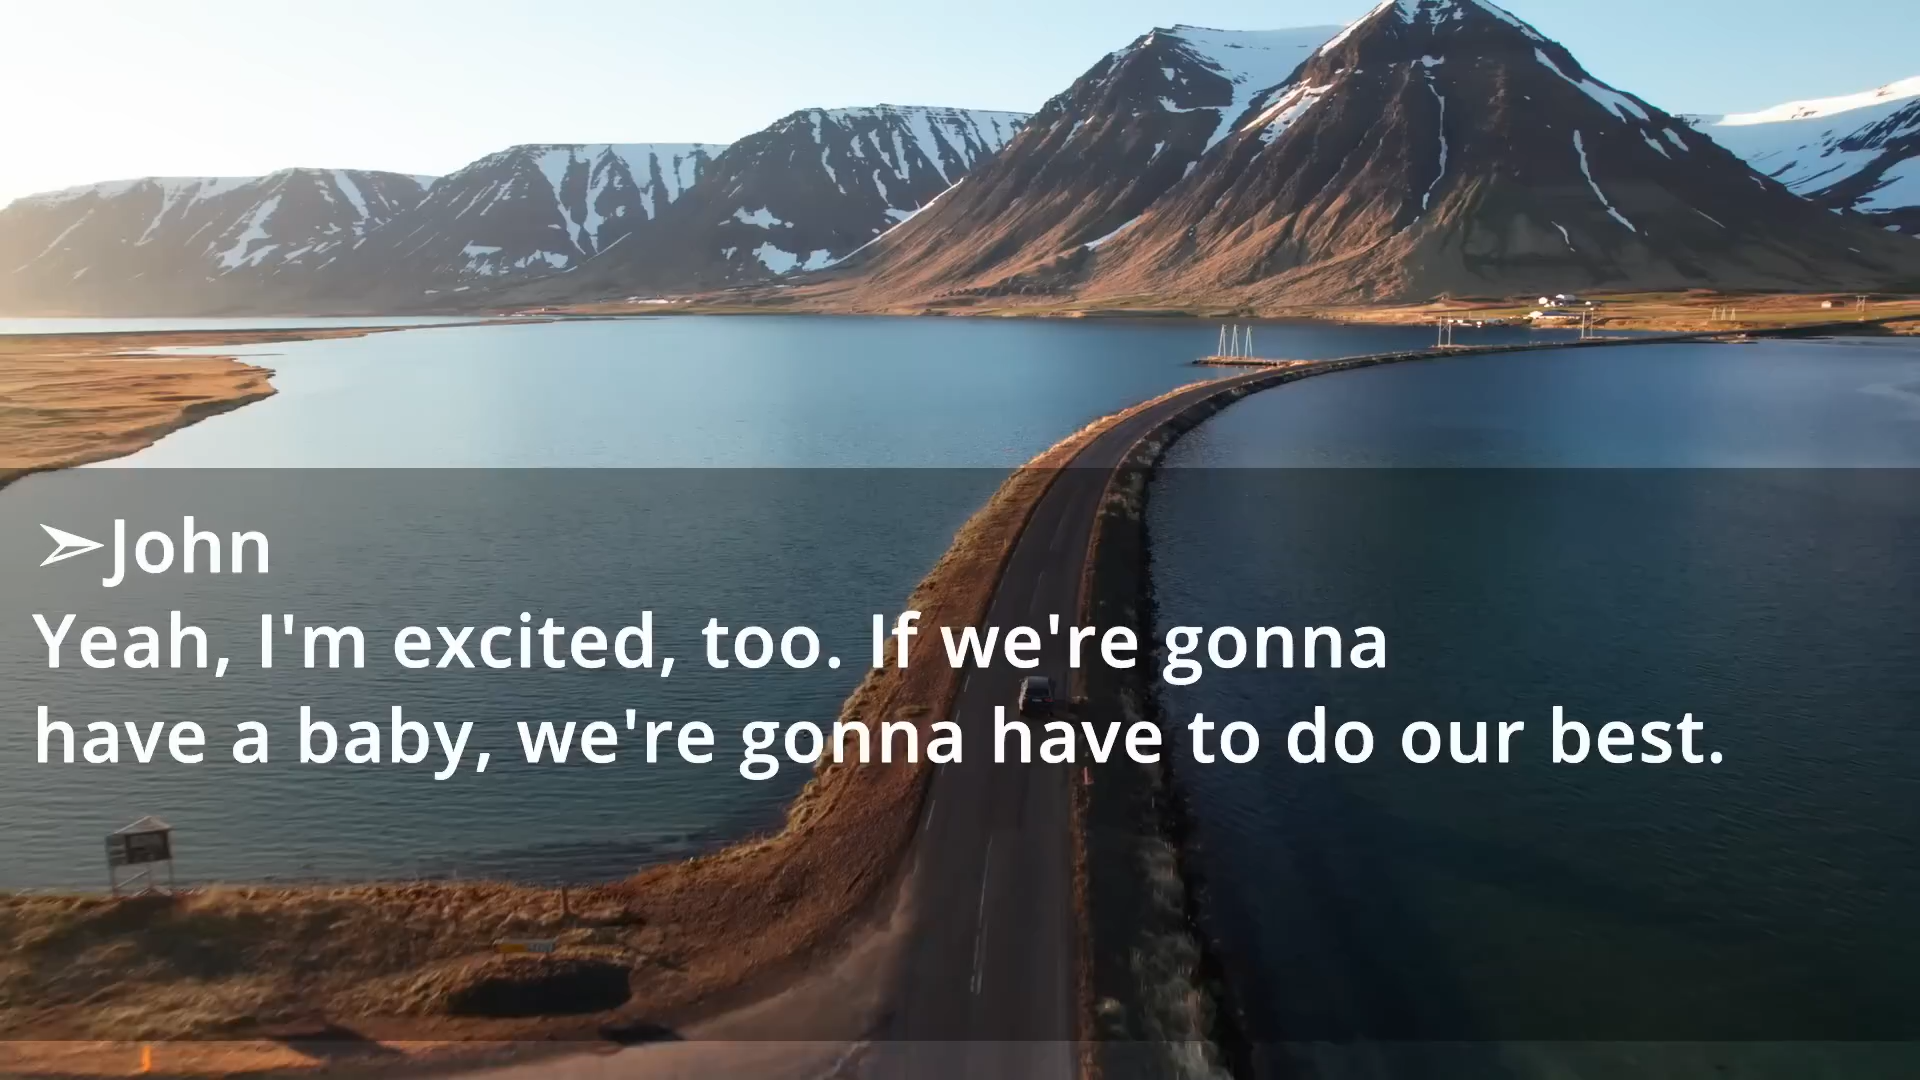 ➢John
Yeah, I'm excited, too. If we're gonna
have a baby, we're gonna have to do our best.